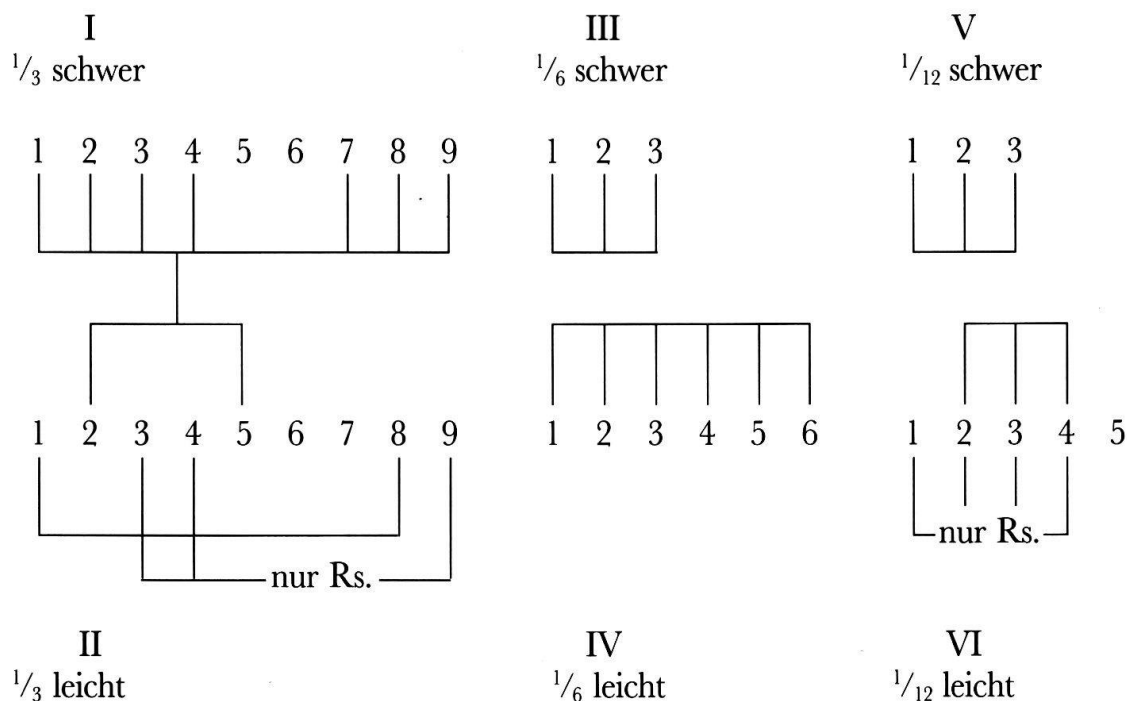 I III V
1/3 schwer 1/6 schwer 1/12 schwer
1 2 3 4 5 6 7 8 9 1 2 3 1 2 3
1 2 3 4 5 6 7 8 9 1 2 3 4 5 6 1 2 3 4 5
nur Rs.
nur Rs.
II IV VI
1/3 leicht 1/6 leicht 1/12 leicht